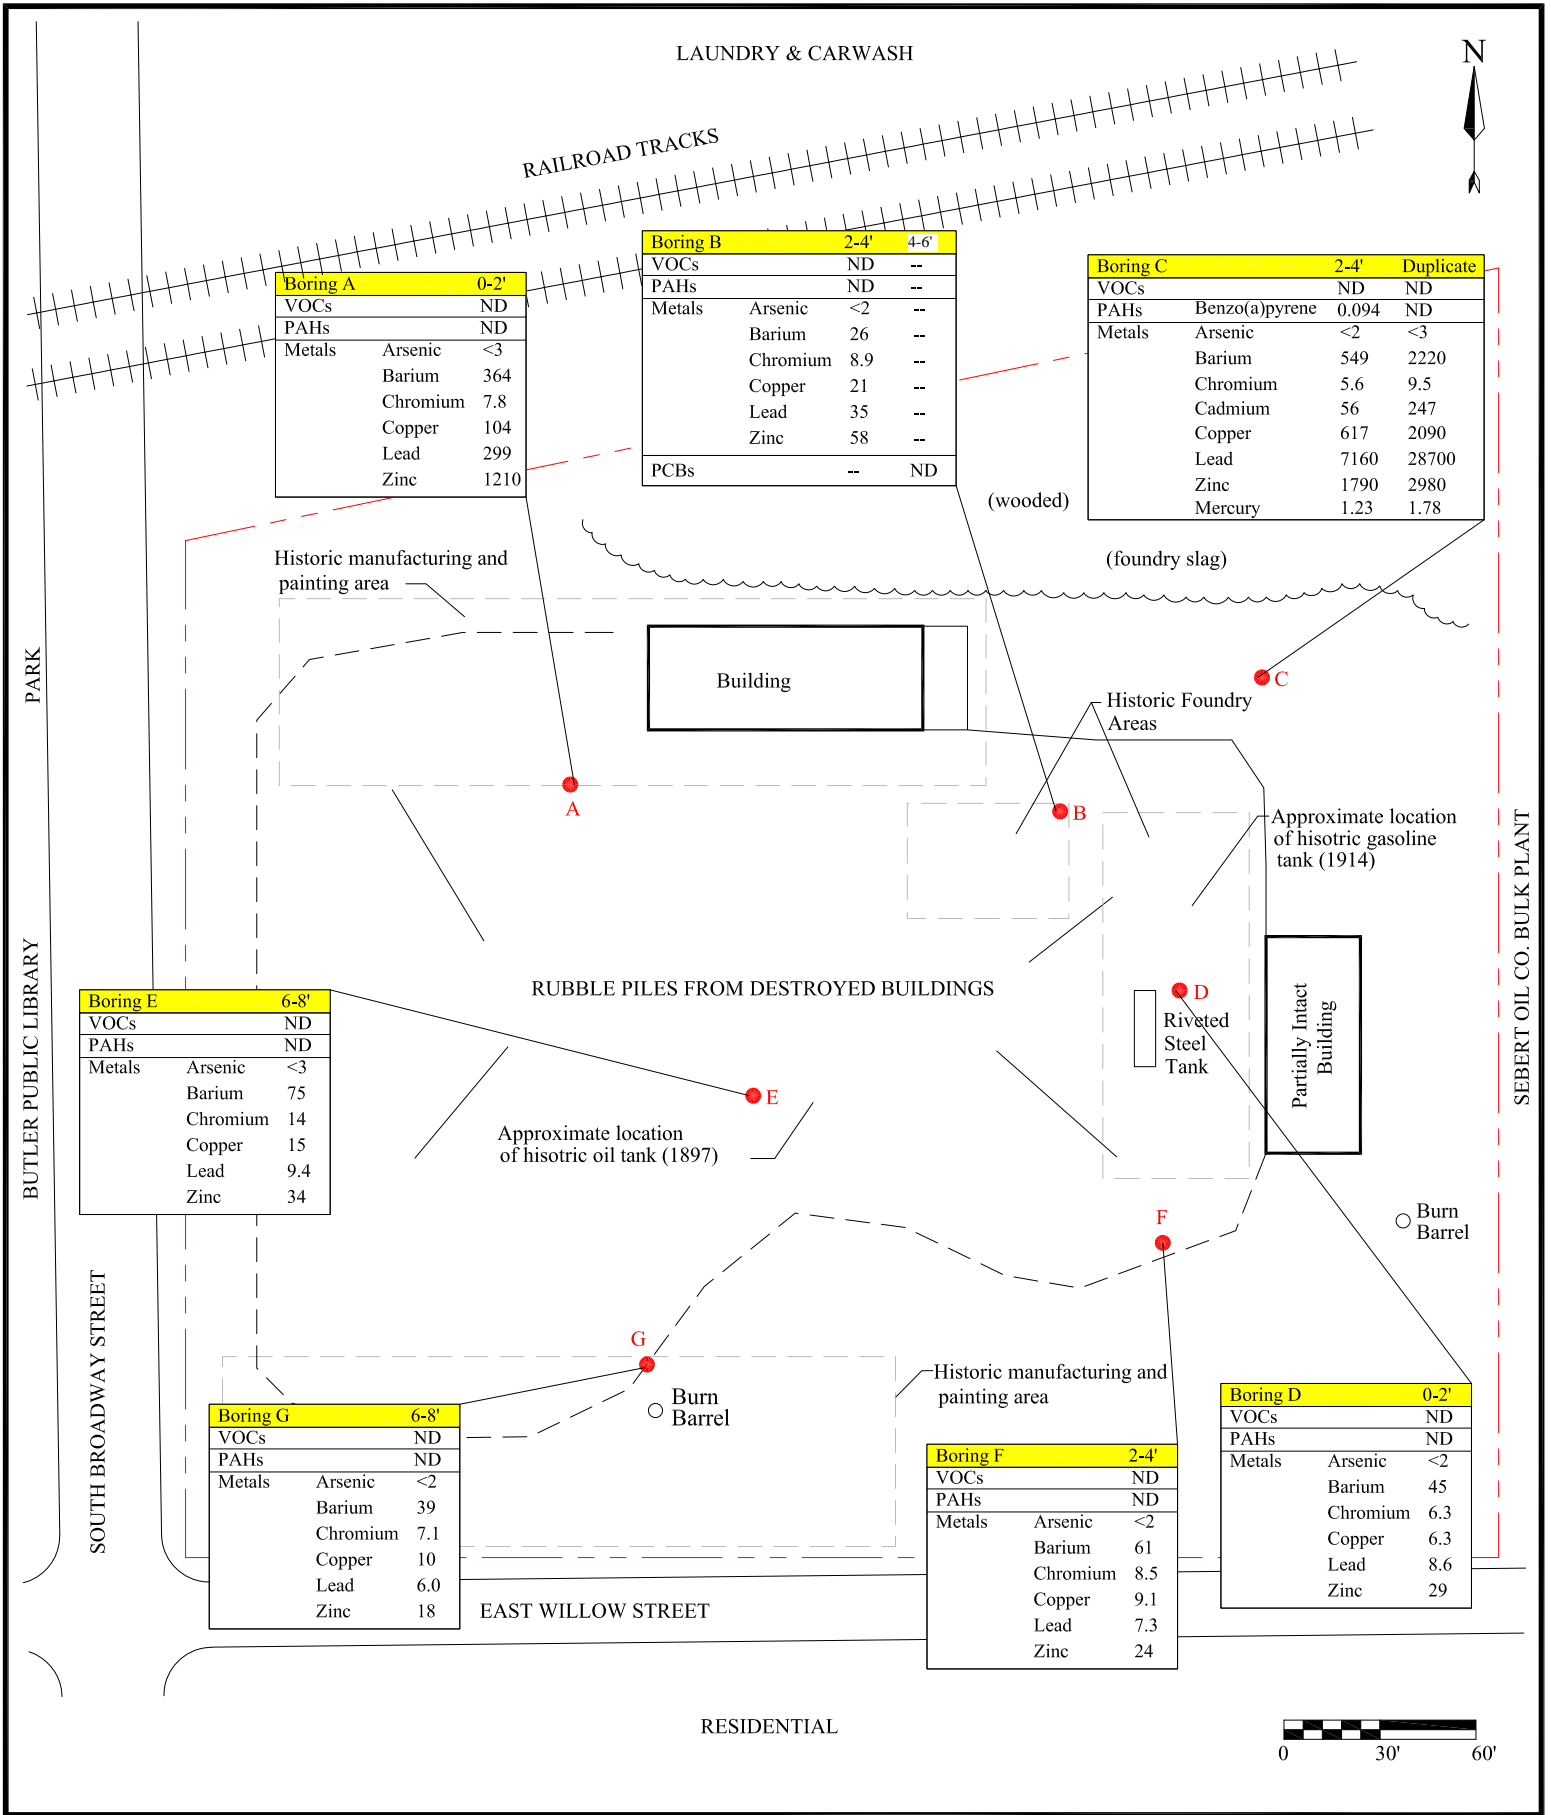 LAUNDRY & CARWASH
N
RAILROAD TRACKS
Boring A 0-2'
VOCs ND
PAHs ND
Metals Arsenic <3
Barium 364
Chromium 7.8
Copper 104
Lead 299
Zinc 1210
Boring B 2-4' 4-6'
VOCs ND --
PAHs ND --
Metals Arsenic <2 --
Barium 26 --
Chromium 8.9 --
Copper 21 --
Lead 35 --
Zinc 58 --
PCBs -- ND
Boring C 2-4' Duplicate
VOCs ND ND
PAHs Benzo(a)pyrene 0.094 ND
Metals Arsenic <2 <3
Barium 549 2220
Chromium 5.6 9.5
Cadmium 56 247
Copper 617 2090
Lead 7160 28700
Zinc 1790 2980
Mercury 1.23 1.78
(wooded)
(foundry slag)
Historic manufacturing and
painting area
PARK
Building
C
Historic Foundry
Areas
A
B
Approximate location
of hisotric gasoline
tank (1914)
SEBERT OIL CO. BULK PLANT
BUTLER PUBLIC LIBRARY
RUBBLE PILES FROM DESTROYED BUILDINGS
D
Riveted
Steel
Tank
Partially Intact
Building
Boring E 6-8'
VOCs ND
PAHs ND
Metals Arsenic <3
Barium 75
Chromium 14
Copper 15
Lead 9.4
Zinc 34
E
Approximate location
of hisotric oil tank (1897)
F
Burn
Barrel
SOUTH BROADWAY STREET
G
Burn
Barrel
Historic manufacturing and
painting area
Boring G 6-8'
VOCs ND
PAHs ND
Metals Arsenic <2
Barium 39
Chromium 7.1
Copper 10
Lead 6.0
Zinc 18
Boring F 2-4'
VOCs ND
PAHs ND
Metals Arsenic <2
Barium 61
Chromium 8.5
Copper 9.1
Lead 7.3
Zinc 24
Boring D 0-2'
VOCs ND
PAHs ND
Metals Arsenic <2
Barium 45
Chromium 6.3
Copper 6.3
Lead 8.6
Zinc 29
EAST WILLOW STREET
RESIDENTIAL
0 30' 60'